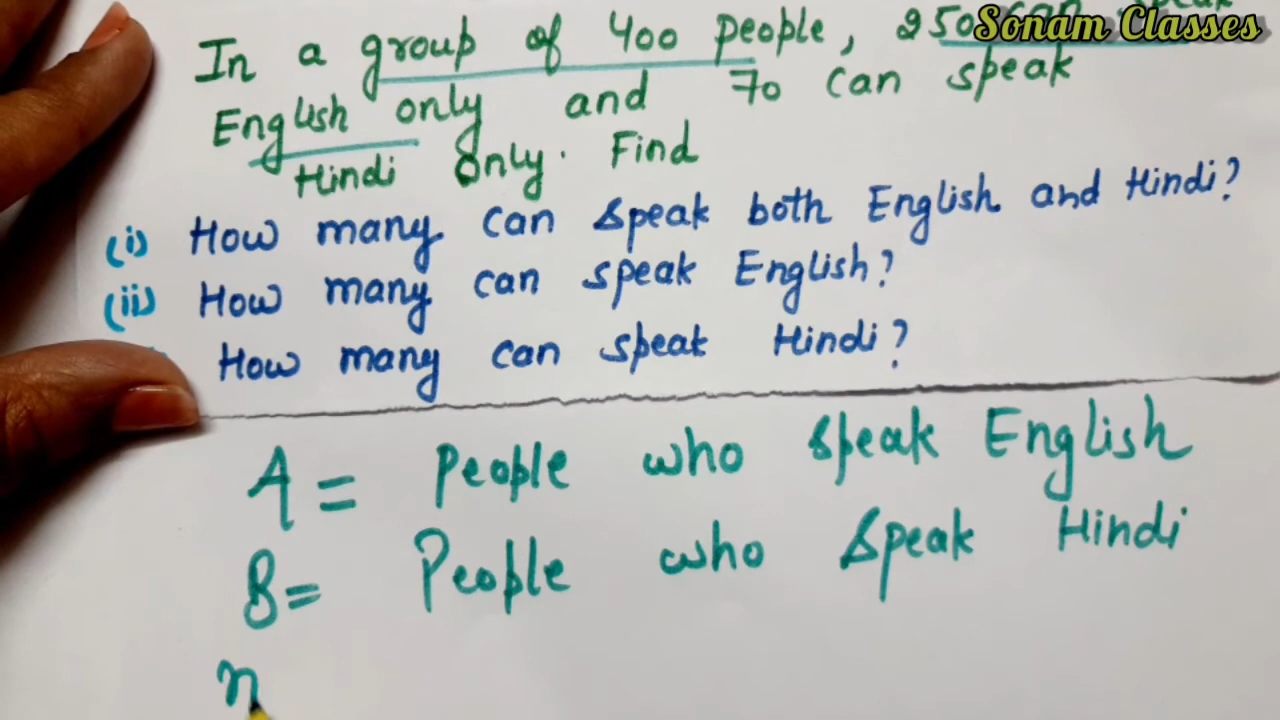 Sonam Classes
In a group of 400 people, 250 can speak
English only and 70 can speak
Hindi only. Find
(i) How many can speak both English and Hindi?
(ii) How many can speak English?
How many can speak Hindi?
A = People who speak English
B = People who speak Hindi
n